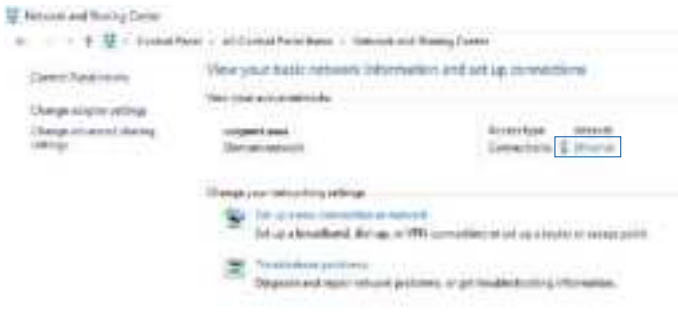 Network and Sharing Center
Control Panel All Control Panel Items Network and Sharing Center
View your basic network information and set up connections
View your active networks
Change adapter settings
Change advanced sharing
settings
Access type: Internet
Domain network
Connections: Ethernet
Change your networking settings
Set up a new connection or network
Set up a broadband, dial-up, or VPN connection; or set up a router or access point.
Troubleshoot problems
Diagnose and repair network problems, or get troubleshooting information.